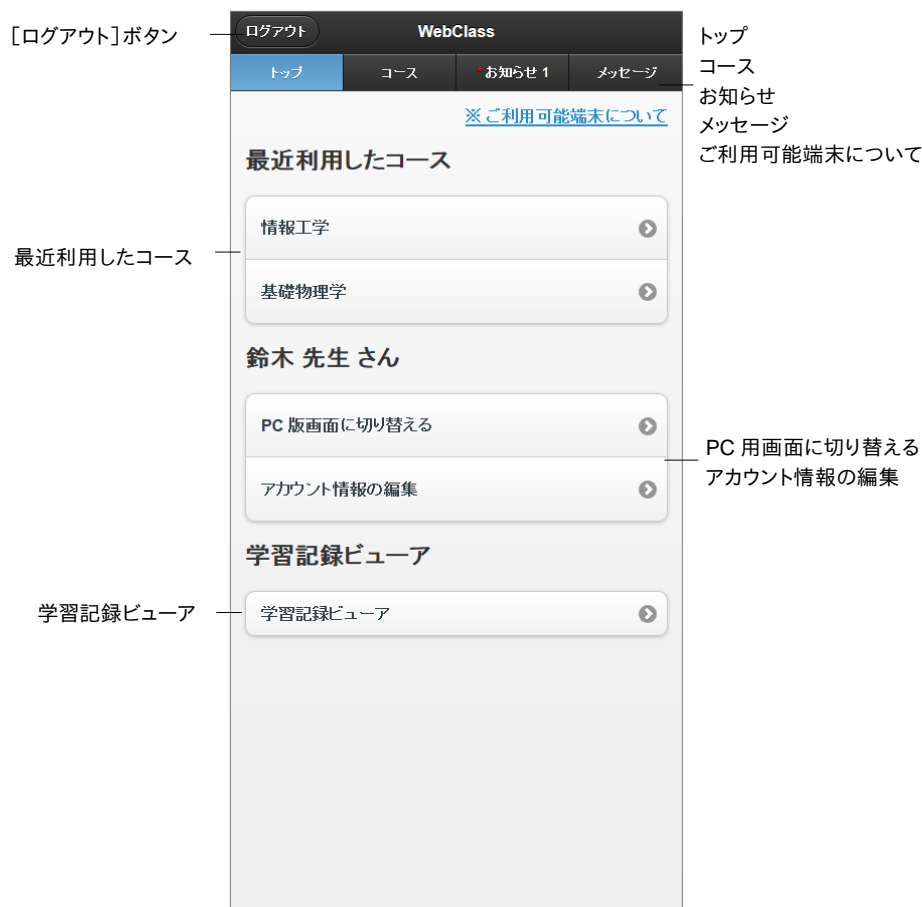 [ログアウト]ボタン
ログアウト
WebClass
トップ
コース
*お知らせ 1
メッセージ
トップ
コース
お知らせ
メッセージ
ご利用可能端末について
※ご利用可能端末について
最近利用したコース
最近利用したコース
情報工学
基礎物理学
鈴木 先生 さん
PC 版画面に切り替える
アカウント情報の編集
PC 用画面に切り替える
アカウント情報の編集
学習記録ビューア
学習記録ビューア
学習記録ビューア